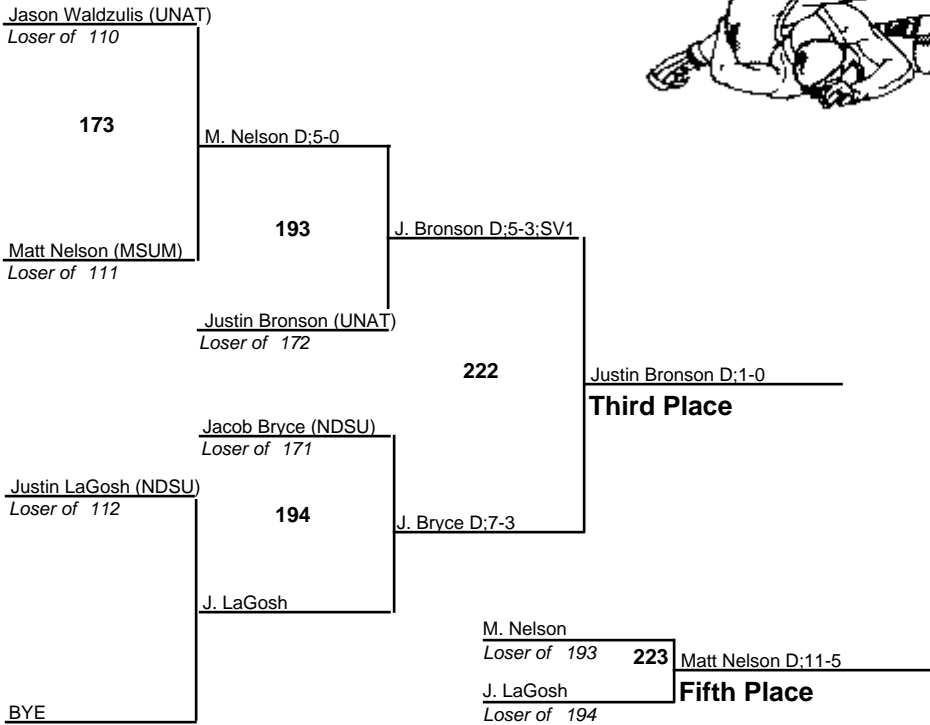 Jason Waldzulis (UNAT)
Loser of 110
173
M. Nelson D;5-0
Matt Nelson (MSUM)
Loser of 111
193
J. Bronson D;5-3;SV1
Justin Bronson (UNAT)
Loser of 172
222
Justin Bronson D;1-0
Third Place
Jacob Bryce (NDSU)
Loser of 171
Justin LaGosh (NDSU)
Loser of 112
194
J. Bryce D;7-3
J. LaGosh
BYE
M. Nelson
Loser of 193
223
Matt Nelson D;11-5
Fifth Place
J. LaGosh
Loser of 194